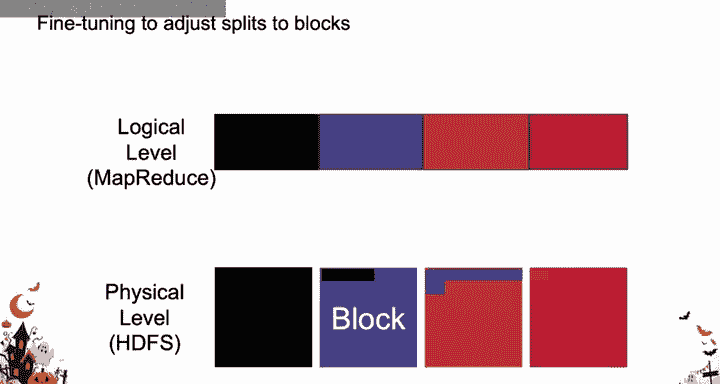 Fine-tuning to adjust splits to blocks
Logical
Level
(MapReduce)
Physical
Level
(HDFS)
Block